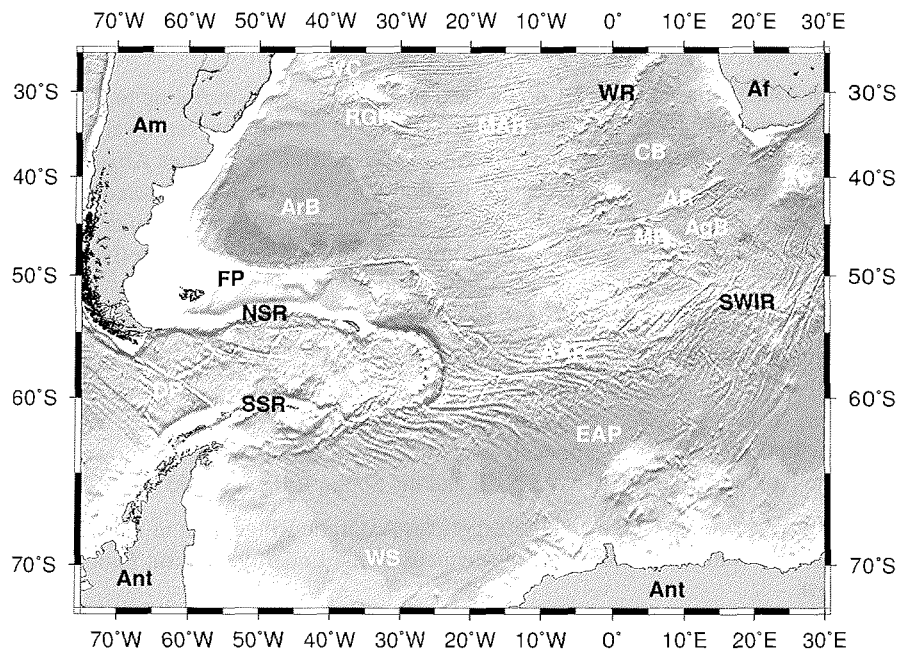 70°W 60°W 50°W 40°W 30°W 20°W 10°W 0° 10°E 20°E 30°E
30°S WR Af 30°S
Am RGR MAR
CB
40°S 40°S
ArB AR
AgB
50°S FP 50°S
NSR SWIR
60°S SSR 60°S
EAP
70°S WS 70°S
Ant Ant
70°W 60°W 50°W 40°W 30°W 20°W 10°W 0° 10°E 20°E 30°E